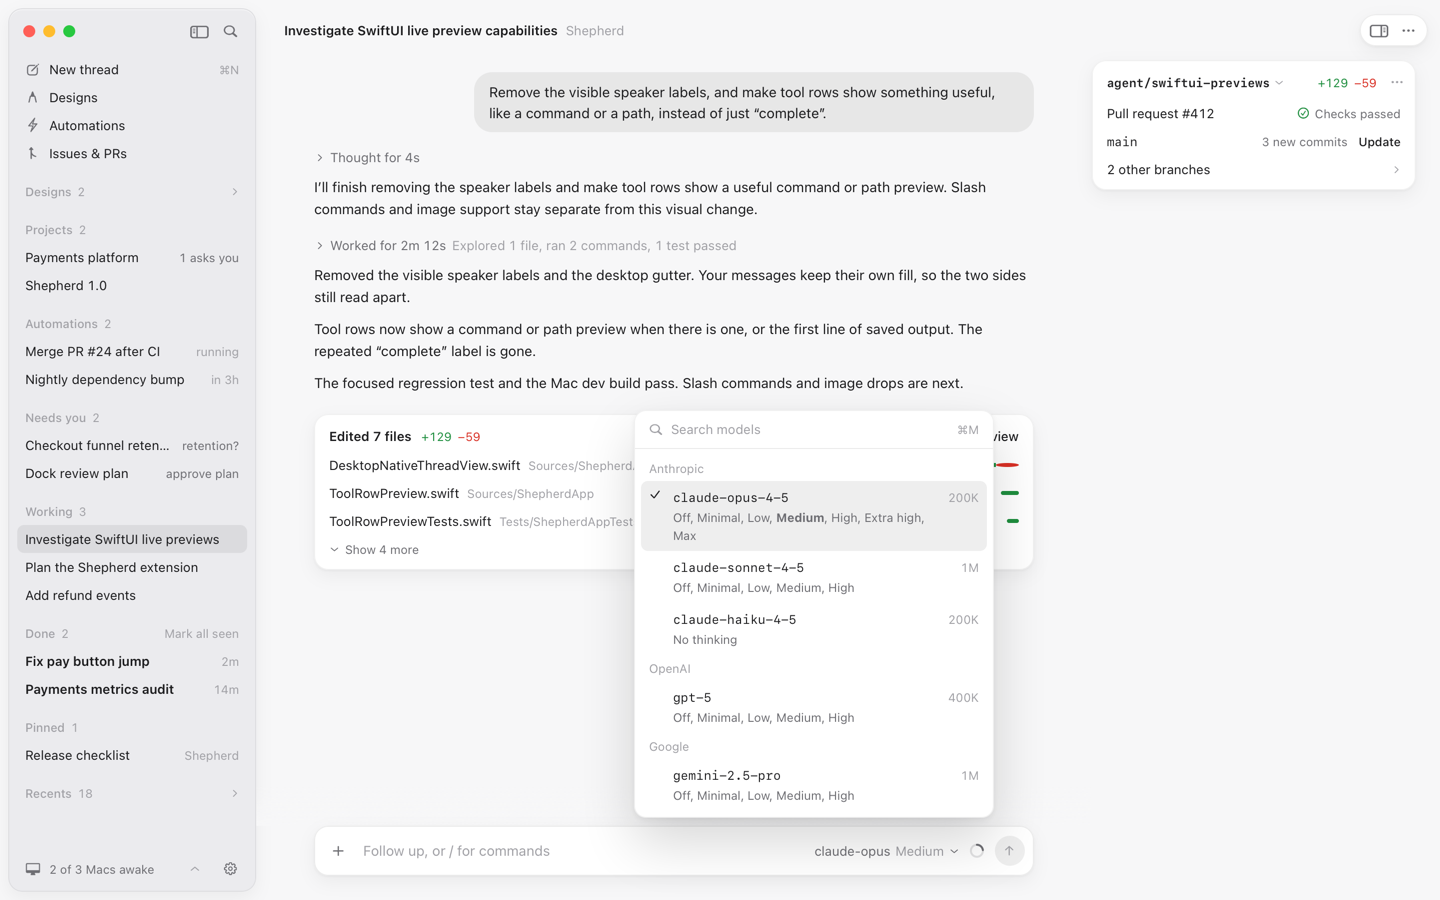 New thread ⌘N
Designs
Automations
Issues & PRs
Designs 2
Projects 2
Payments platform 1 asks you
Shepherd 1.0
Automations 2
Merge PR #24 after CI running
Nightly dependency bump in 3h
Needs you 2
Checkout funnel reten... retention?
Dock review plan approve plan
Working 3
Investigate SwiftUI live previews
Plan the Shepherd extension
Add refund events
Done 2 Mark all seen
Fix pay button jump 2m
Payments metrics audit 14m
Pinned 1
Release checklist Shepherd
Recents 18
2 of 3 Macs awake
Investigate SwiftUI live preview capabilities Shepherd
Remove the visible speaker labels, and make tool rows show something useful,
like a command or a path, instead of just “complete”.
Thought for 4s
I’ll finish removing the speaker labels and make tool rows show a useful command or path preview. Slash
commands and image support stay separate from this visual change.
Worked for 2m 12s Explored 1 file, ran 2 commands, 1 test passed
Removed the visible speaker labels and the desktop gutter. Your messages keep their own fill, so the two sides
still read apart.
Tool rows now show a command or path preview when there is one, or the first line of saved output. The
repeated “complete” label is gone.
The focused regression test and the Mac dev build pass. Slash commands and image drops are next.
Edited 7 files +129 −59
DesktopNativeThreadView.swift Sources/Shepherd
ToolRowPreview.swift Sources/ShepherdApp
ToolRowPreviewTests.swift Tests/ShepherdAppTest
Show 4 more
Search models ⌘M
Anthropic
claude-opus-4-5 200K
Off, Minimal, Low, Medium, High, Extra high,
Max
claude-sonnet-4-5 1M
Off, Minimal, Low, Medium, High
claude-haiku-4-5 200K
No thinking
OpenAI
gpt-5 400K
Off, Minimal, Low, Medium, High
Google
gemini-2.5-pro 1M
Off, Minimal, Low, Medium, High
Follow up, or / for commands
claude-opus Medium
agent/swiftui-previews +129 −59
Pull request #412 Checks passed
main 3 new commits Update
2 other branches